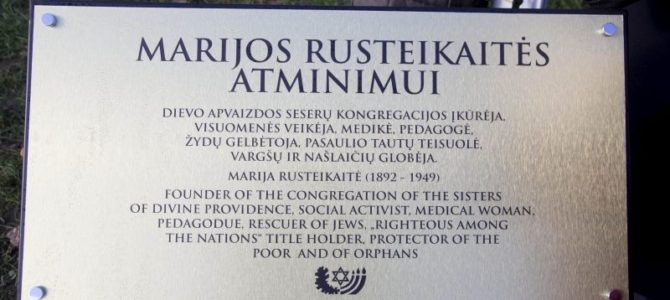 MARIJOS RUSTEIKAITĖS
ATMINIMUI
DIEVO APVAIZDOS SESERŲ KONGREGACIJOS ĮKŪRĖJA,
VISUOMENĖS VEIKĖJA, MEDIKĖ, PEDAGOGĖ,
ŽYDŲ GELBĖTOJA, PASAULIO TAUTŲ TEISUOLĖ,
VARGŠŲ IR NAŠLAIČIŲ GLOBĖJA.
MARIJA RUSTEIKAITĖ (1892 - 1949)
FOUNDER OF THE CONGREGATION OF THE SISTERS
OF DIVINE PROVIDENCE, SOCIAL ACTIVIST, MEDICAL WOMAN,
PEDAGODUE, RESCUER OF JEWS, „RIGHTEOUS AMONG
THE NATIONS“ TITLE HOLDER, PROTECTOR OF THE
POOR AND OF ORPHANS